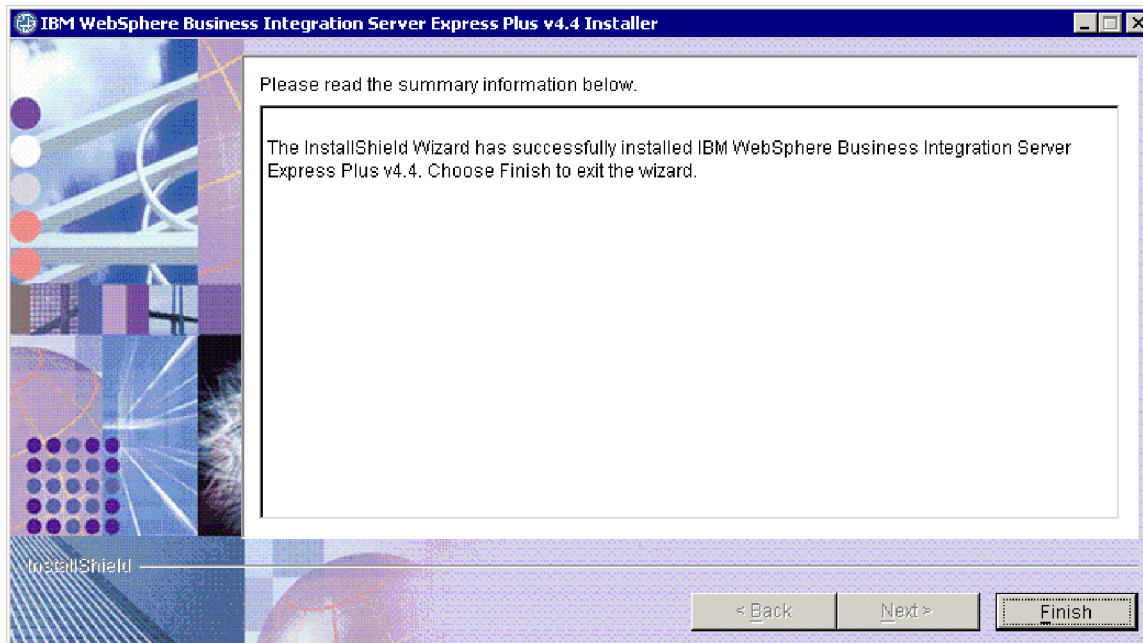 IBM WebSphere Business Integration Server Express Plus v4.4 Installer
Please read the summary information below.
The InstallShield Wizard has successfully installed IBM WebSphere Business Integration Server
Express Plus v4.4. Choose Finish to exit the wizard.
InstallShield
< Back
Next >
Finish